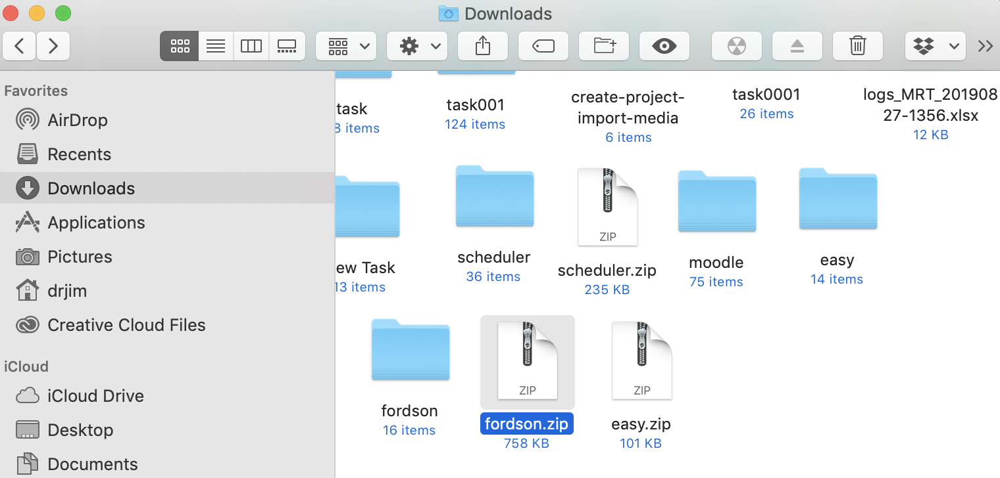 Downloads
Favorites
AirDrop
Recents
Downloads
Applications
Pictures
drjim
Creative Cloud Files
iCloud
iCloud Drive
Desktop
Documents
task
8 items
task001
124 items
create-project-
import-media
6 items
task0001
26 items
logs_MRT_201908
27-1356.xlsx
12 KB
ew Task
13 items
scheduler
36 items
ZIP
scheduler.zip
235 KB
moodle
75 items
easy
14 items
fordson
16 items
ZIP
fordson.zip
758 KB
ZIP
easy.zip
101 KB